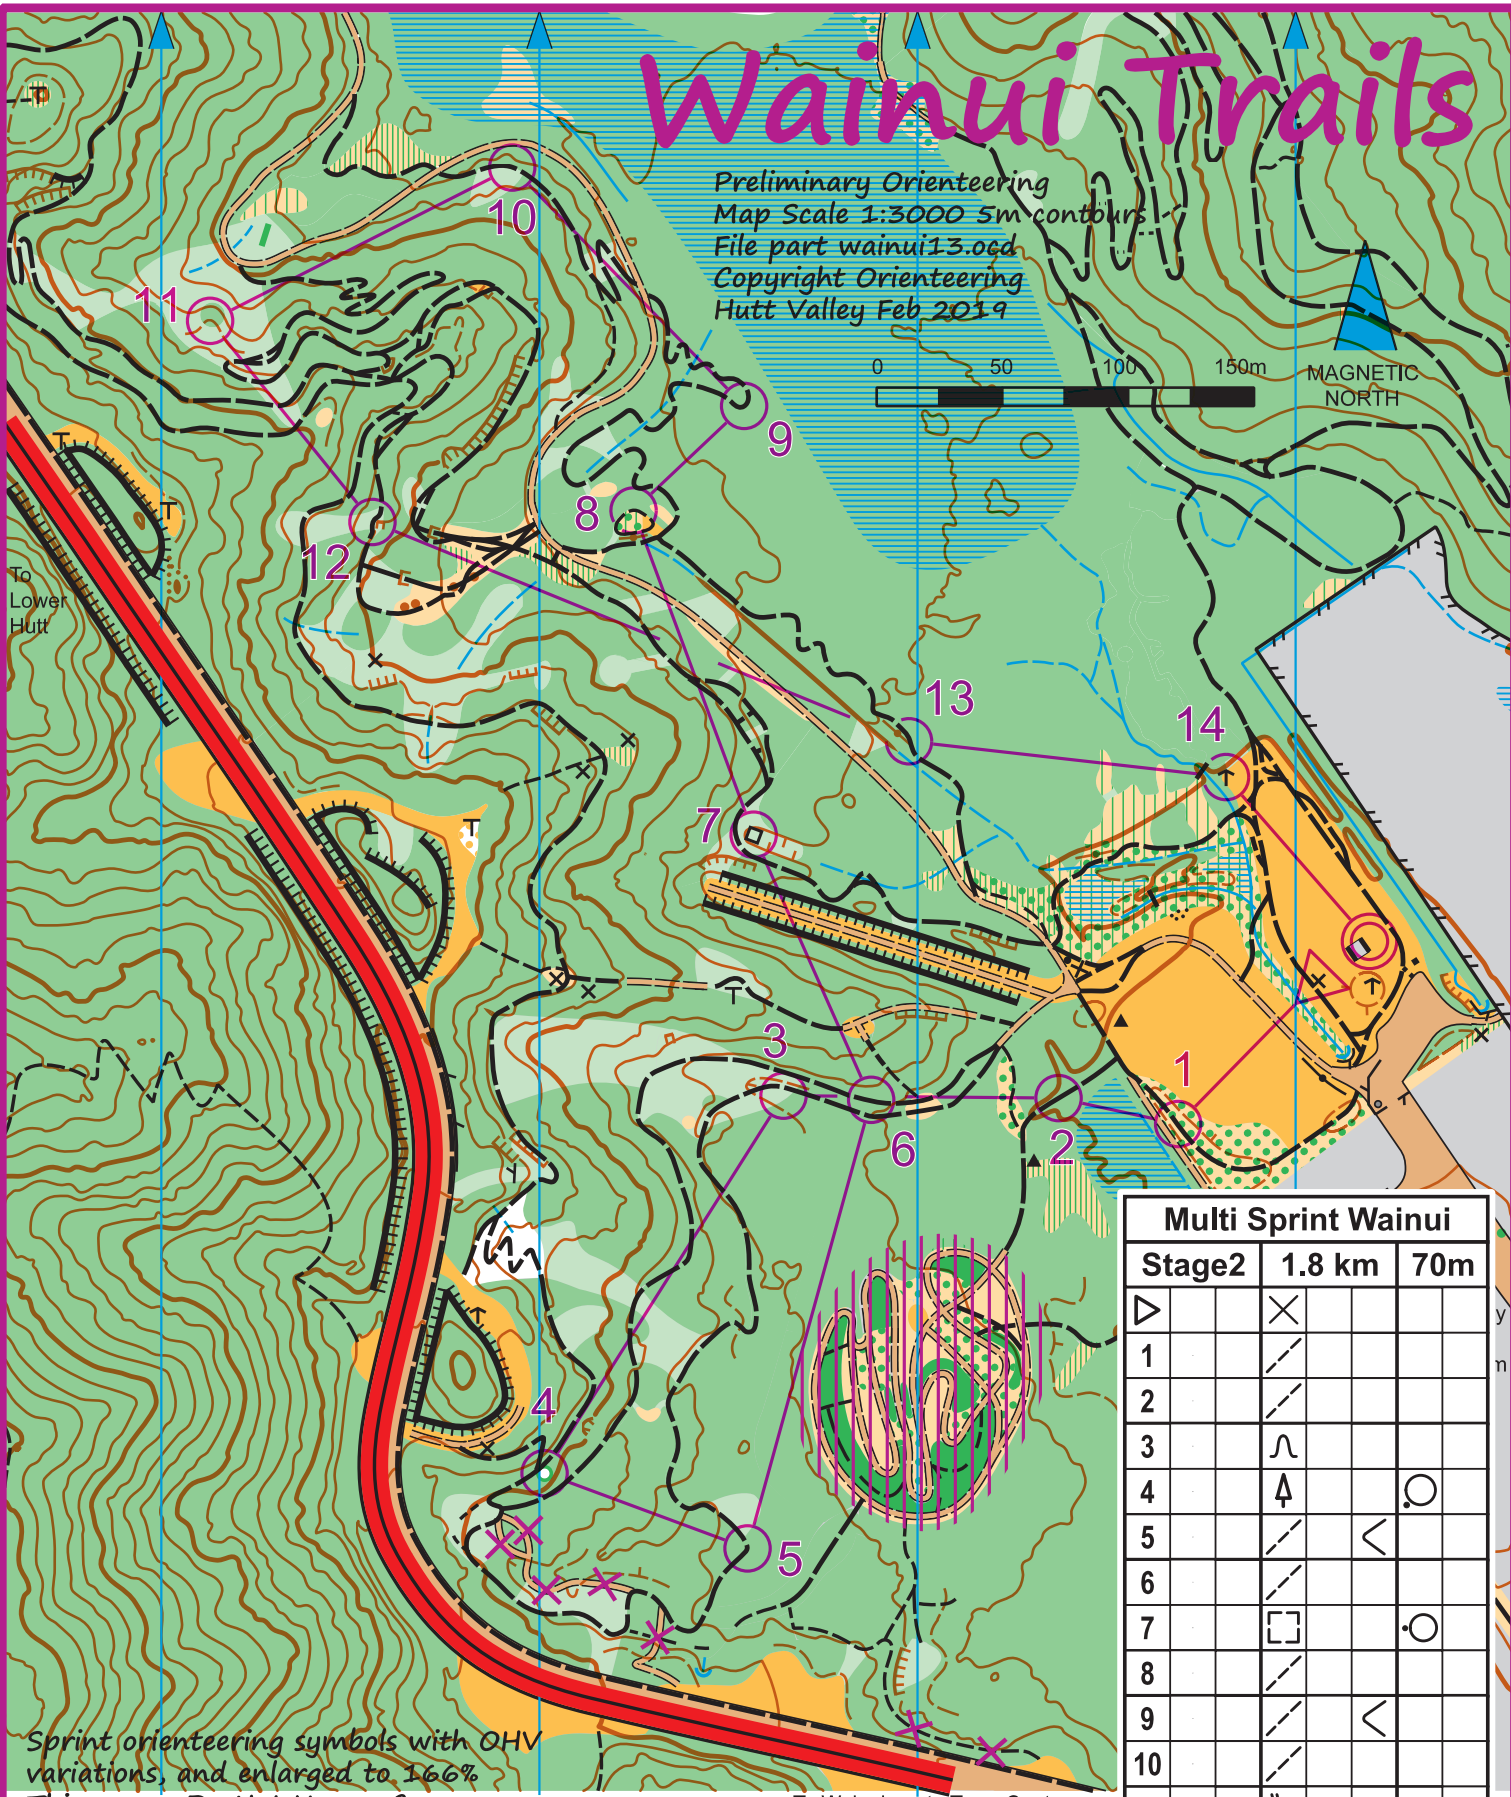 Wainui Trails
Preliminary Orienteering
Map Scale 1:3000 5m contours
File part wainui13.ocd
Copyright Orienteering
Hutt Valley Feb 2019
0 50 100 150m
MAGNETIC
NORTH
10
11
9
8
12
To
Lower
Hutt
13
14
7
3
1
6
2
4
5
Multi Sprint Wainui
Stage2 1.8 km 70m
1
2
3
4
5
6
7
8
9
10
Sprint orienteering symbols with OHV
variations, and enlarged to 166%